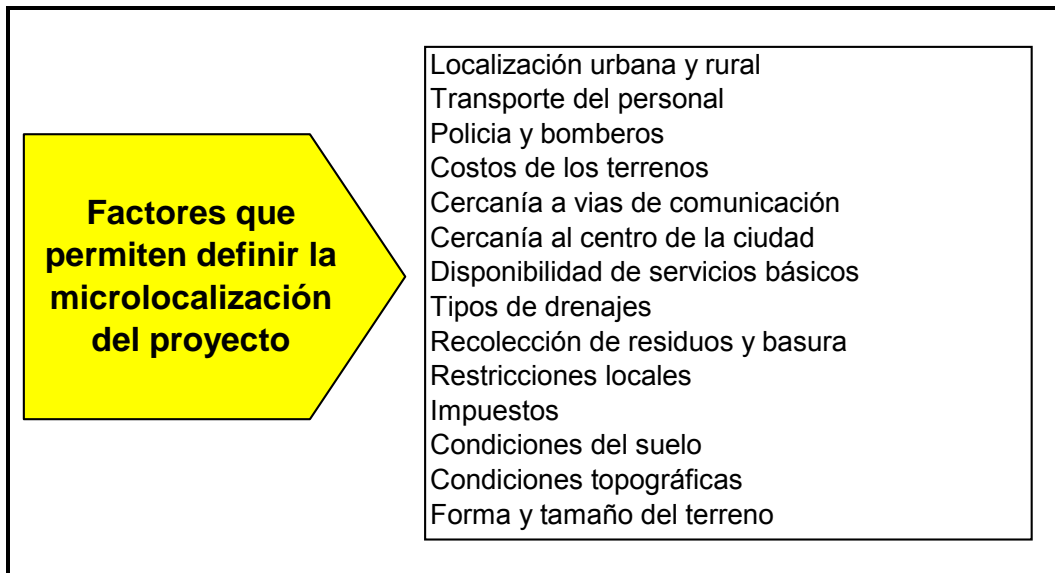 Factores que
permiten definir la
microlocalización
del proyecto
Localización urbana y rural
Transporte del personal
Policia y bomberos
Costos de los terrenos
Cercanía a vias de comunicación
Cercanía al centro de la ciudad
Disponibilidad de servicios básicos
Tipos de drenajes
Recolección de residuos y basura
Restricciones locales
Impuestos
Condiciones del suelo
Condiciones topográficas
Forma y tamaño del terreno